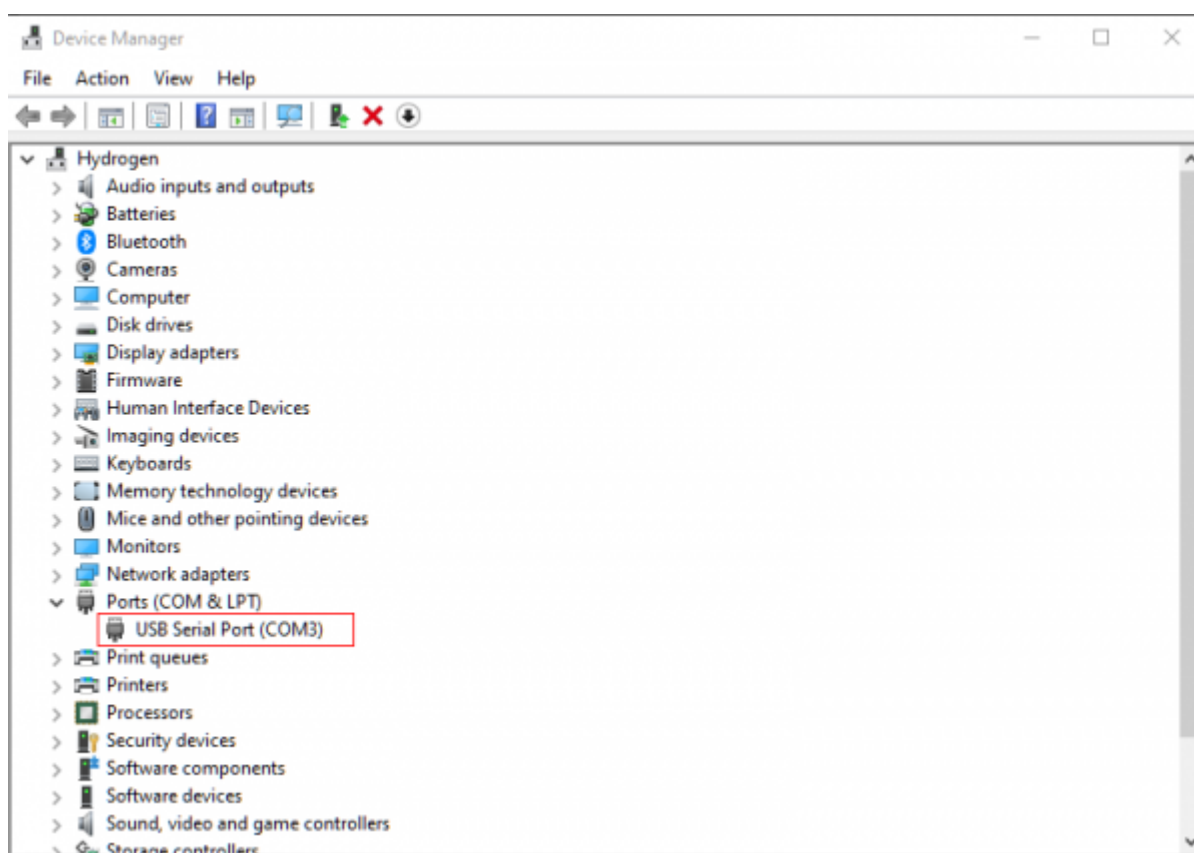 Device Manager
File Action View Help
Hydrogen
Audio inputs and outputs
Batteries
Bluetooth
Cameras
Computer
Disk drives
Display adapters
Firmware
Human Interface Devices
Imaging devices
Keyboards
Memory technology devices
Mice and other pointing devices
Monitors
Network adapters
Ports (COM & LPT)
USB Serial Port (COM3)
Print queues
Printers
Processors
Security devices
Software components
Software devices
Sound, video and game controllers
Storage controllers